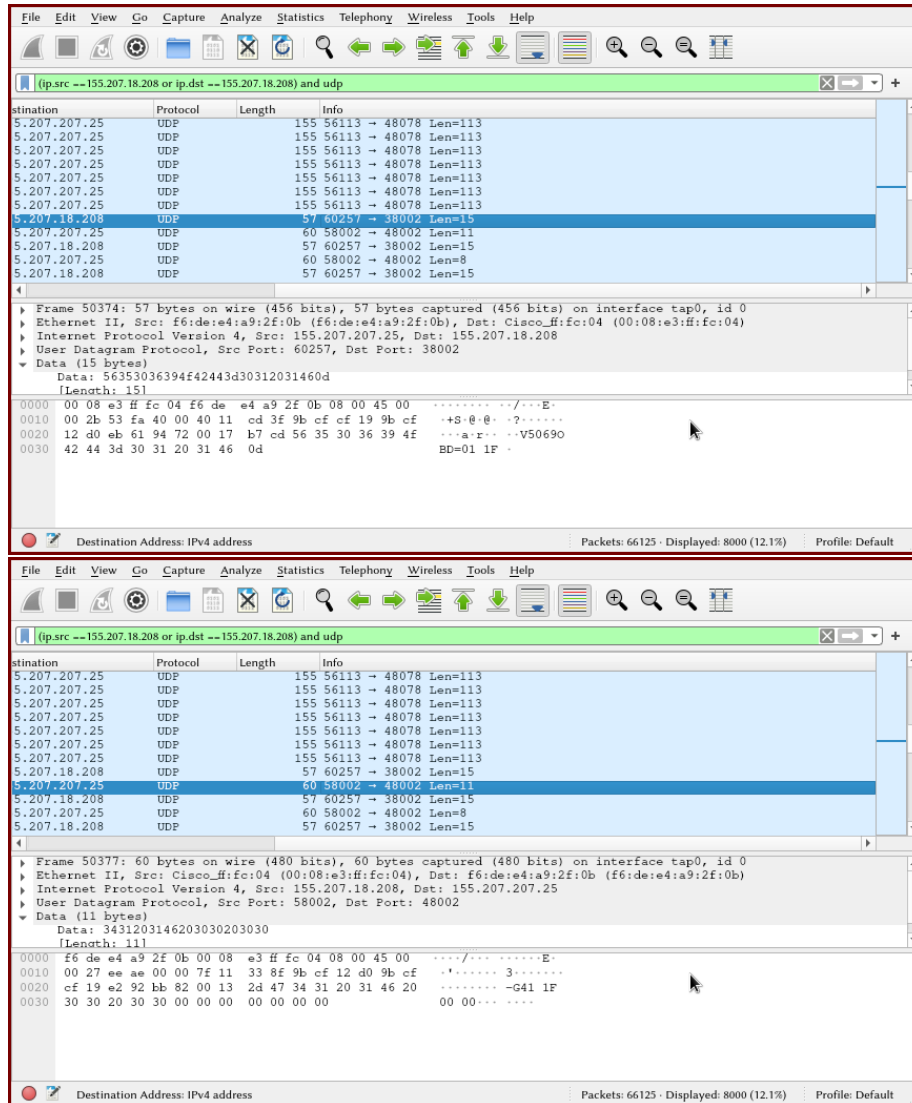 File Edit View Go Capture Analyze Statistics Telephony Wireless Tools Help
(ip.src ==155.207.18.208 or ip.dst ==155.207.18.208) and udp
stination Protocol Length Info
5.207.207.25 UDP 155 56113 → 48078 Len=113
5.207.207.25 UDP 155 56113 → 48078 Len=113
5.207.207.25 UDP 155 56113 → 48078 Len=113
5.207.207.25 UDP 155 56113 → 48078 Len=113
5.207.207.25 UDP 155 56113 → 48078 Len=113
5.207.207.25 UDP 155 56113 → 48078 Len=113
5.207.207.25 UDP 155 56113 → 48078 Len=113
5.207.18.208 UDP 57 60257 → 38002 Len=15
5.207.207.25 UDP 60 58002 → 48002 Len=11
5.207.18.208 UDP 57 60257 → 38002 Len=15
5.207.207.25 UDP 60 58002 → 48002 Len=8
5.207.18.208 UDP 57 60257 → 38002 Len=15
Frame 50374: 57 bytes on wire (456 bits), 57 bytes captured (456 bits) on interface tap0, id 0
Ethernet II, Src: f6:de:e4:a9:2f:0b (f6:de:e4:a9:2f:0b), Dst: Cisco_ff:fc:04 (00:08:e3:ff:fc:04)
Internet Protocol Version 4, Src: 155.207.207.25, Dst: 155.207.18.208
User Datagram Protocol, Src Port: 60257, Dst Port: 38002
Data (15 bytes)
Data: 56353036394f42443d30312031460d
[Length: 15]
0000 00 08 e3 ff fc 04 f6 de e4 a9 2f 0b 08 00 45 00 ········ ··/···E·
0010 00 2b 53 fa 40 00 40 11 cd 3f 9b cf cf 19 9b cf ·+S·@·@· ·?······
0020 12 d0 eb 61 94 72 00 17 b7 cd 56 35 30 36 39 4f ···a·r·· ··V5069O
0030 42 44 3d 30 31 20 31 46 0d BD=01 1F ·
Destination Address: IPv4 address Packets: 66125 · Displayed: 8000 (12.1%) Profile: Default
File Edit View Go Capture Analyze Statistics Telephony Wireless Tools Help
(ip.src ==155.207.18.208 or ip.dst ==155.207.18.208) and udp
stination Protocol Length Info
5.207.207.25 UDP 155 56113 → 48078 Len=113
5.207.207.25 UDP 155 56113 → 48078 Len=113
5.207.207.25 UDP 155 56113 → 48078 Len=113
5.207.207.25 UDP 155 56113 → 48078 Len=113
5.207.207.25 UDP 155 56113 → 48078 Len=113
5.207.207.25 UDP 155 56113 → 48078 Len=113
5.207.207.25 UDP 155 56113 → 48078 Len=113
5.207.18.208 UDP 57 60257 → 38002 Len=15
5.207.207.25 UDP 60 58002 → 48002 Len=11
5.207.18.208 UDP 57 60257 → 38002 Len=15
5.207.207.25 UDP 60 58002 → 48002 Len=8
5.207.18.208 UDP 57 60257 → 38002 Len=15
Frame 50377: 60 bytes on wire (480 bits), 60 bytes captured (480 bits) on interface tap0, id 0
Ethernet II, Src: Cisco_ff:fc:04 (00:08:e3:ff:fc:04), Dst: f6:de:e4:a9:2f:0b (f6:de:e4:a9:2f:0b)
Internet Protocol Version 4, Src: 155.207.18.208, Dst: 155.207.207.25
User Datagram Protocol, Src Port: 58002, Dst Port: 48002
Data (11 bytes)
Data: 3431203146203030203030
[Length: 11]
0000 f6 de e4 a9 2f 0b 00 08 e3 ff fc 04 08 00 45 00 ····/··· ······E·
0010 00 27 ee ae 00 00 7f 11 33 8f 9b cf 12 d0 9b cf ·'······ 3·······
0020 cf 19 e2 92 bb 82 00 13 2d 47 34 31 20 31 46 20 ········ -G41 1F
0030 30 30 20 30 30 00 00 00 00 00 00 00 00 00··· ····
Destination Address: IPv4 address Packets: 66125 · Displayed: 8000 (12.1%) Profile: Default